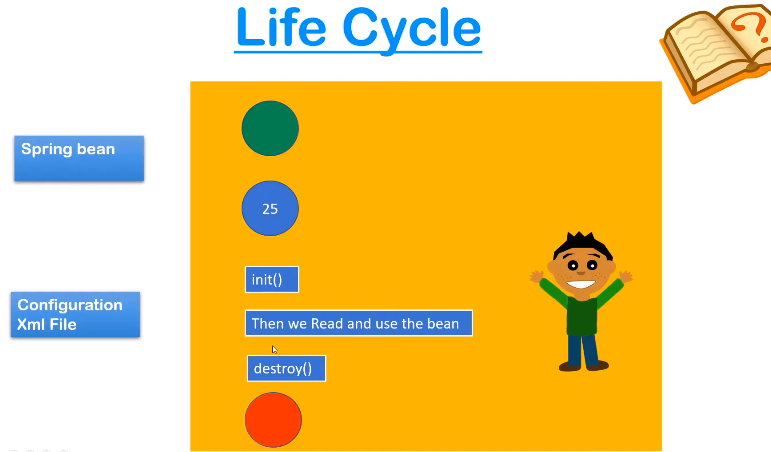 Life Cycle
Spring bean
25
init()
Configuration
Xml File
Then we Read and use the bean
destroy()